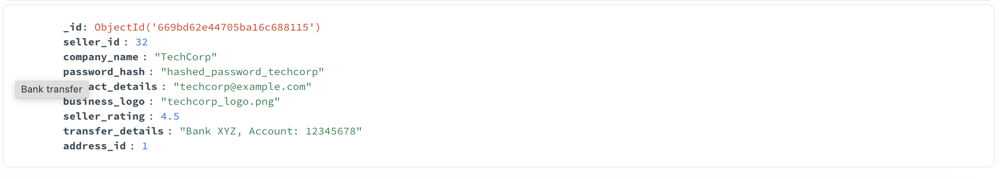 _id: ObjectId('669bd62e44705ba16c688115')
seller_id : 32
company_name : "TechCorp"
password_hash : "hashed_password_techcorp"
Bank transfer
act_details : "techcorp@example.com"
business_logo : "techcorp_logo.png"
seller_rating : 4.5
transfer_details : "Bank XYZ, Account: 12345678"
address_id : 1